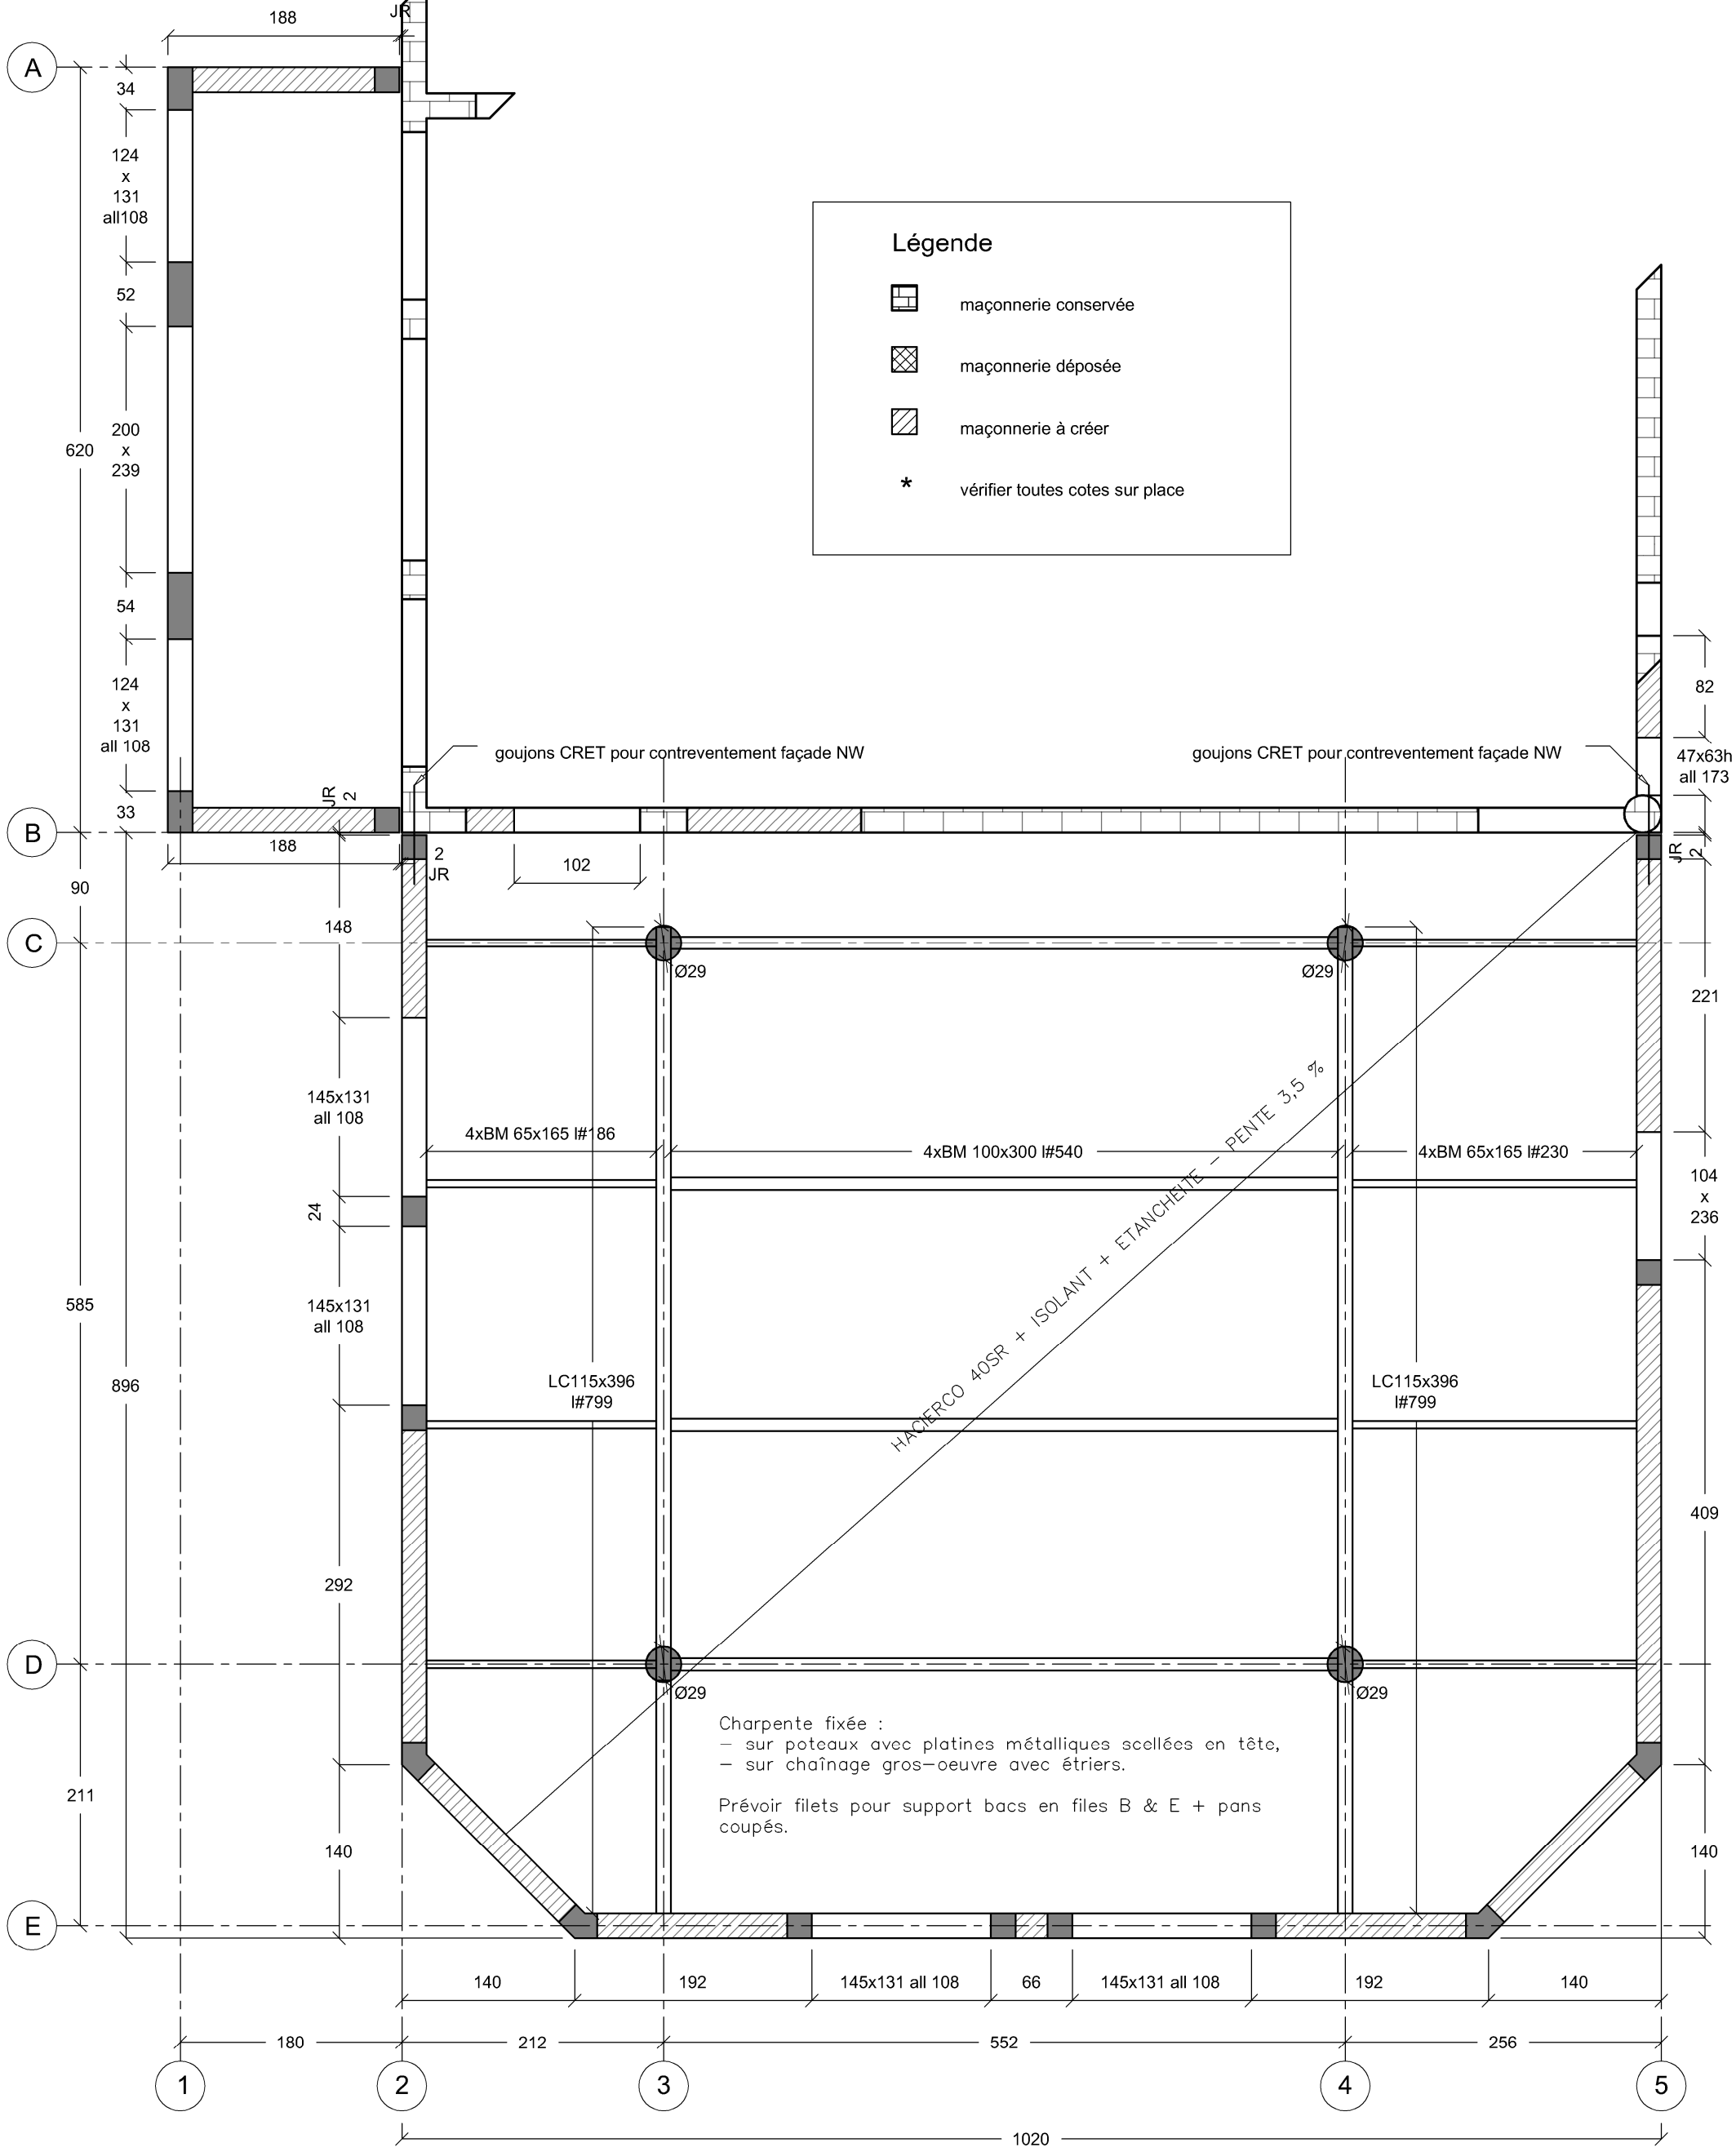 188
JR
A
34
124
x
131
all108
52
620
200
x
239
54
124
x
131
all 108
33
JR
2
B
188
Légende
maçonnerie conservée
maçonnerie déposée
maçonnerie à créer
*
vérifier toutes cotes sur place
goujons CRET pour contreventement façade NW
goujons CRET pour contreventement façade NW
82
47x63h
all 173
JR
2
2
JR
102
90
148
C
Ø29
Ø29
221
145x131
all 108
4xBM 65x165 l#186
4xBM 100x300 l#540
4xBM 65x165 l#230
24
104
x
236
145x131
all 108
585
896
LC115x396
l#799
LC115x396
l#799
HACIERCO 40SR + ISOLANT + ETANCHEITE - PENTE 3,5 %
409
292
D
Ø29
Ø29
Charpente fixée :
- sur poteaux avec platines métalliques scellées en tête,
- sur chaînage gros-oeuvre avec étriers.
Prévoir filets pour support bacs en files B & E + pans
coupés.
211
140
140
E
140
192
145x131 all 108
66
145x131 all 108
192
140
180
212
552
256
1
2
3
4
5
1020